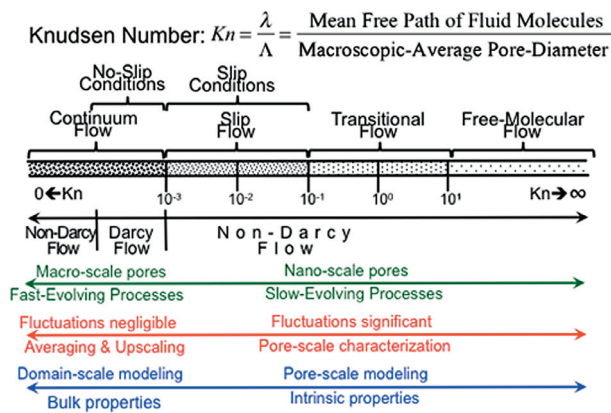 Knudsen Number: Kn = λ/Λ = Mean Free Path of Fluid Molecules / Macroscopic-Average Pore-Diameter
No-Slip Conditions
Slip Conditions
Continuum Flow
Slip Flow
Transitional Flow
Free-Molecular Flow
0 ←Kn
10⁻³
10⁻²
10⁻¹
10⁰
10¹
Kn→ ∞
Non-Darcy Flow
Darcy Flow
Non-Darcy Flow
Macro-scale pores
Nano-scale pores
Fast-Evolving Processes
Slow-Evolving Processes
Fluctuations negligible
Fluctuations significant
Averaging & Upscaling
Pore-scale characterization
Domain-scale modeling
Pore-scale modeling
Bulk properties
Intrinsic properties